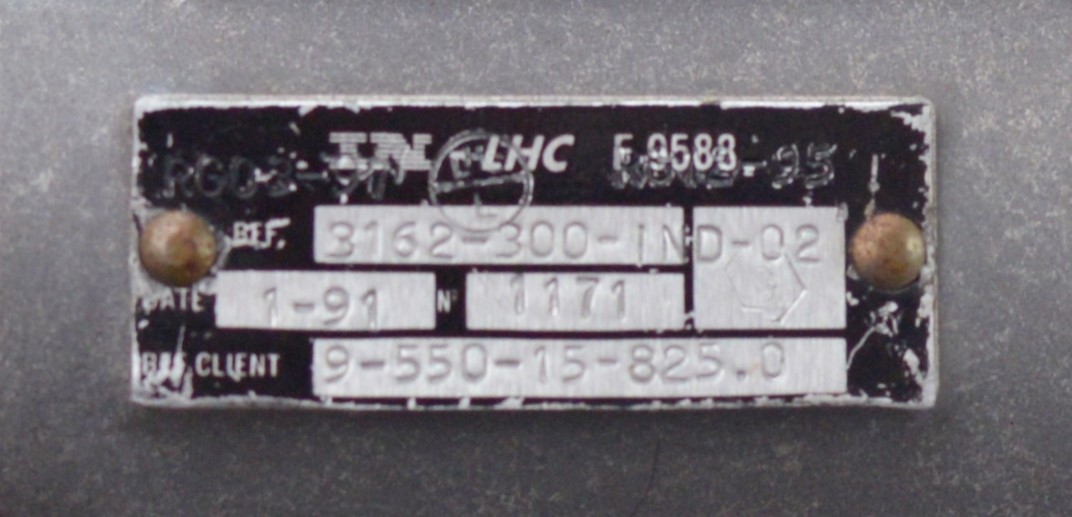 LHC F 9588
REF. 3162-300-IND-02
DATE 1-91 N° 1171
REF. CLIENT 9-550-15-825.0